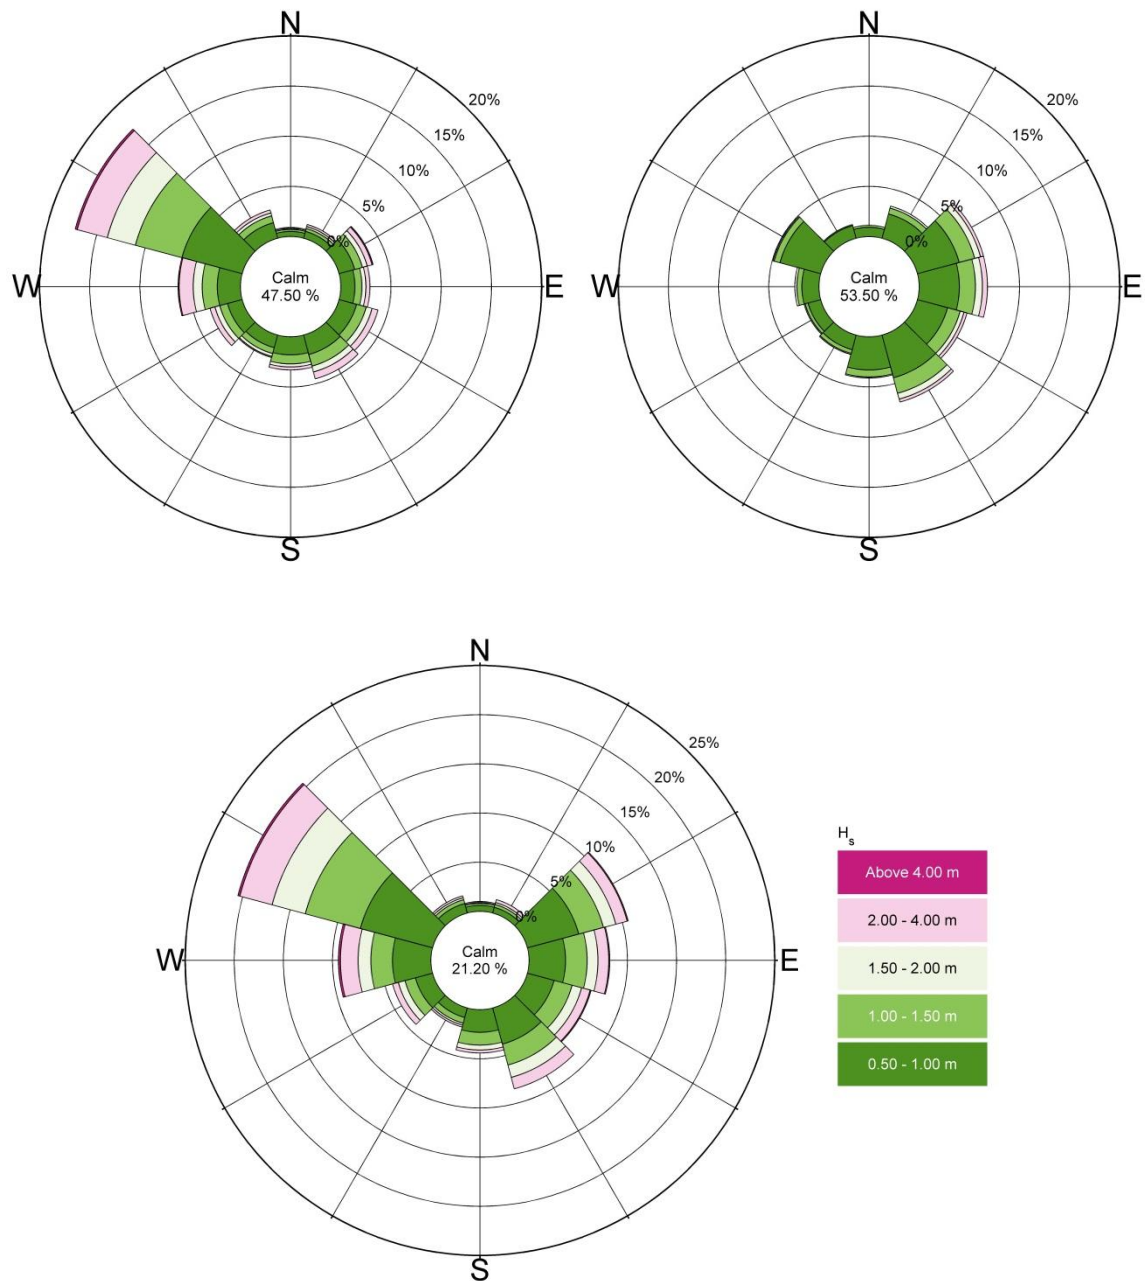 N
20%
15%
10%
5%
0%
W
Calm
47.50 %
E
S
N
20%
15%
10%
5%
0%
W
Calm
53.50 %
E
S
N
25%
20%
15%
10%
5%
0%
W
Calm
21.20 %
E
S
Hs
Above 4.00 m
2.00 - 4.00 m
1.50 - 2.00 m
1.00 - 1.50 m
0.50 - 1.00 m